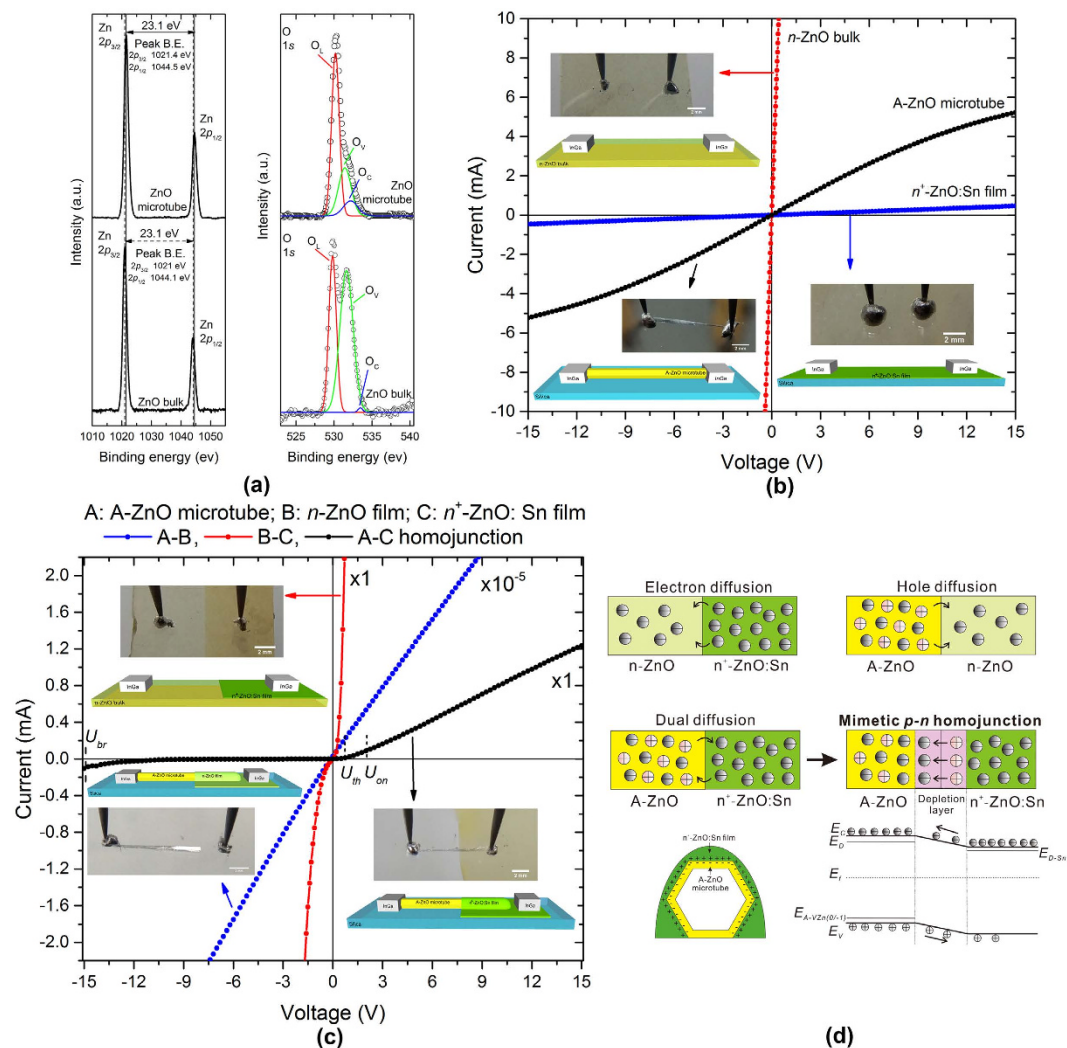 Zn
2p3/2
23.1 eV
Peak B.E.
2p3/2 1021.4 eV
2p1/2 1044.5 eV
Zn
2p1/2
ZnO
microtube
Zn
2p3/2
23.1 eV
Peak B.E.
2p3/2 1021 eV
2p1/2 1044.1 eV
Zn
2p1/2
ZnO bulk
Intensity (a.u.)
1010 1020 1030 1040 1050
Binding energy (ev)
O
1s
OL
OV
OC
ZnO
microtube
O
1s
OL
OV
OC
ZnO bulk
Intensity (a.u.)
525 530 535 540
Binding energy (ev)
(a)
n-ZnO bulk
2 mm
InGa
InGa
n-ZnO bulk
A-ZnO microtube
n+-ZnO:Sn film
2 mm
2 mm
InGa
A-ZnO microtube
InGa
Silica
InGa
InGa
n+-ZnO:Sn film
Silica
Current (mA)
10
8
6
4
2
0
-2
-4
-6
-8
-10
-15 -12 -9 -6 -3 0 3 6 9 12 15
Voltage (V)
(b)
A: A-ZnO microtube; B: n-ZnO film; C: n+-ZnO: Sn film
A-B, B-C, A-C homojunction
x1
x10-5
x1
2 mm
InGa
n+-ZnO:Sn film
InGa
n-ZnO bulk
Ubr
Uth Uon
InGa
A-ZnO microtube
n-ZnO film
InGa
Silica
2 mm
InGa
A-ZnO microtube
n+-ZnO:Sn film
InGa
Silica
Current (mA)
2.0
1.6
1.2
0.8
0.4
0.0
-0.4
-0.8
-1.2
-1.6
-2.0
-15 -12 -9 -6 -3 0 3 6 9 12 15
Voltage (V)
(c)
Electron diffusion
n-ZnO
n+-ZnO:Sn
Hole diffusion
A-ZnO
n-ZnO
Dual diffusion
A-ZnO
n+-ZnO:Sn
Mimetic p-n homojunction
A-ZnO
Depletion
layer
n+-ZnO:Sn
n+-ZnO:Sn film
A-ZnO
microtube
EC
ED
ED-Sn
EI
EA-VZn(0/-1)
EV
(d)